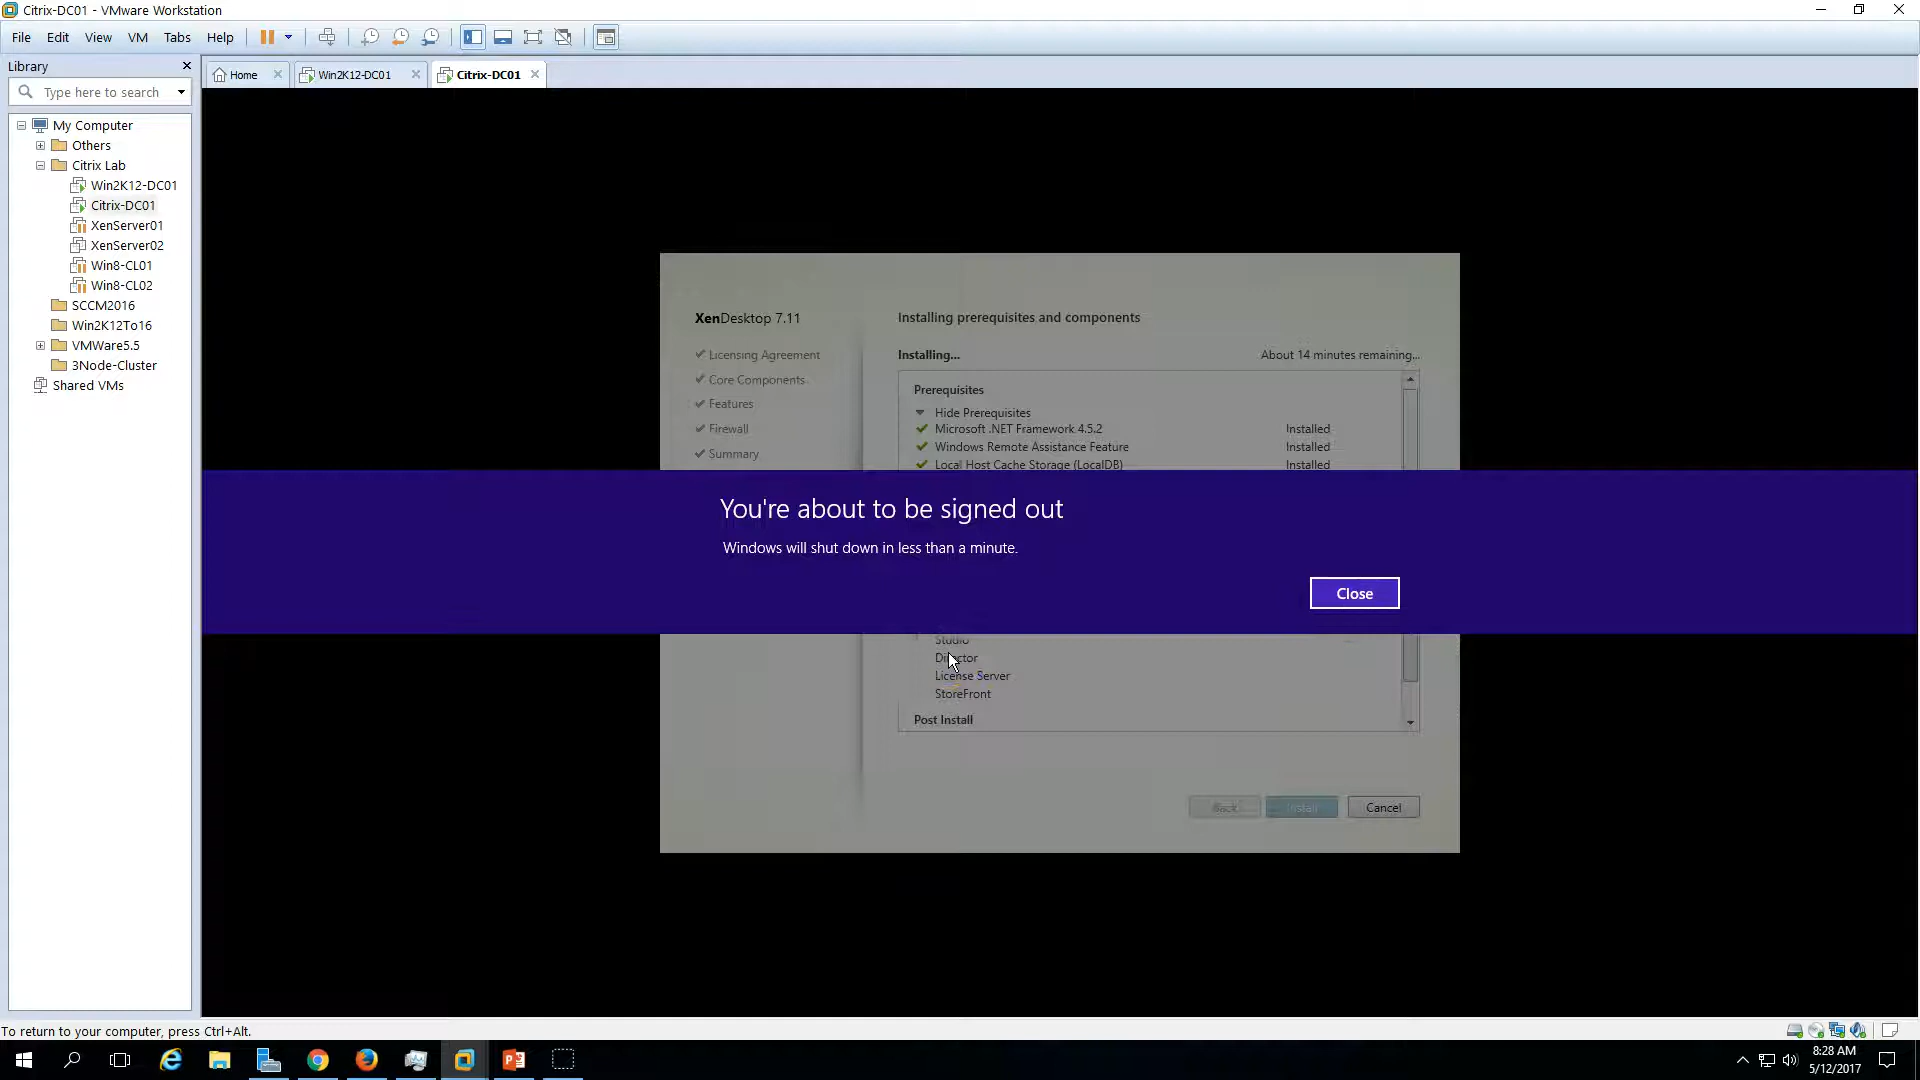 Citrix-DC01 - VMware Workstation
File Edit View VM Tabs Help
Library
Home
Win2K12-DC01
Citrix-DC01
Type here to search
My Computer
Others
Citrix Lab
Win2K12-DC01
Citrix-DC01
XenServer01
XenServer02
Win8-CL01
Win8-CL02
SCCM2016
Win2K12To16
VMWare5.5
3Node-Cluster
Shared VMs
XenDesktop 7.11
Licensing Agreement
Core Components
Features
Firewall
Summary
Installing prerequisites and components
Installing... About 14 minutes remaining...
Prerequisites
Hide Prerequisites
Microsoft .NET Framework 4.5.2 Installed
Windows Remote Assistance Feature Installed
Local Host Cache Storage (LocalDB) Installed
You're about to be signed out
Windows will shut down in less than a minute.
Close
Studio
Director
License Server
StoreFront
Post Install
Back Install Cancel
To return to your computer, press Ctrl+Alt.
8:28 AM
5/12/2017